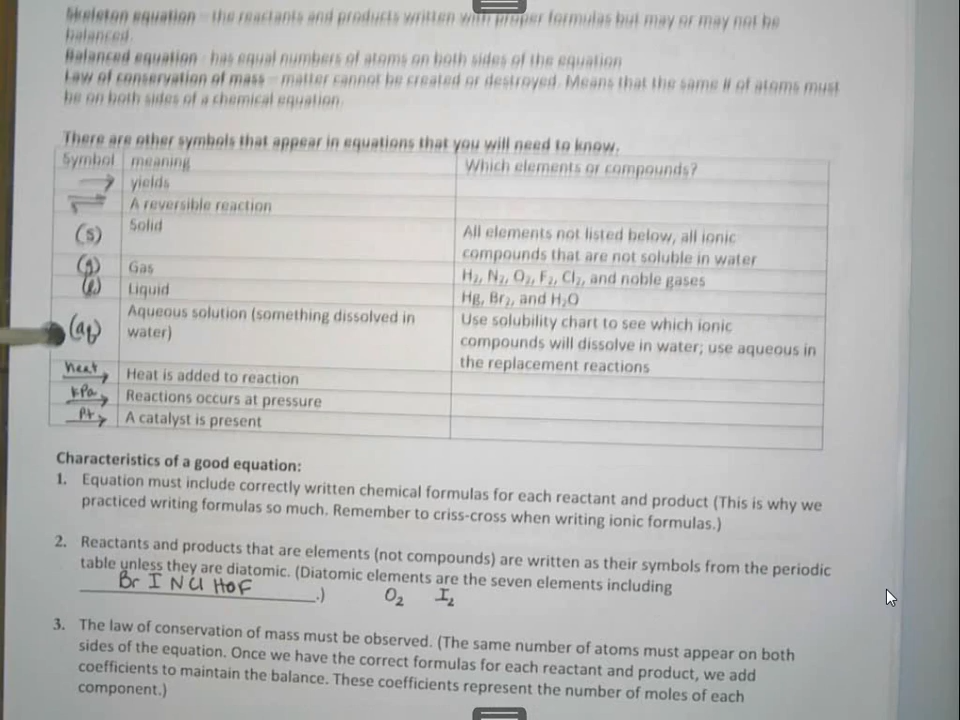 Skeleton equation – the reactants and products written with proper formulas but may or may not be
balanced.
Balanced equation - has equal numbers of atoms on both sides of the equation
Law of conservation of mass – matter cannot be created or destroyed. Means that the same # of atoms must
be on both sides of a chemical equation.
There are other symbols that appear in equations that you will need to know.
Symbol meaning Which elements or compounds?
→ yields
⇌ A reversible reaction
(s) Solid All elements not listed below, all ionic
compounds that are not soluble in water
(g) Gas H₂, N₂, O₂, F₂, Cl₂, and noble gases
(l) Liquid Hg, Br₂, and H₂O
(aq) Aqueous solution (something dissolved in
water)
Use solubility chart to see which ionic
compounds will dissolve in water; use aqueous in
the replacement reactions
heat → Heat is added to reaction
kPa → Reactions occurs at pressure
Pt → A catalyst is present
Characteristics of a good equation:
1. Equation must include correctly written chemical formulas for each reactant and product (This is why we
practiced writing formulas so much. Remember to criss-cross when writing ionic formulas.)
2. Reactants and products that are elements (not compounds) are written as their symbols from the periodic
table unless they are diatomic. (Diatomic elements are the seven elements including
Br I N Cl H O F .) O₂ I₂
3. The law of conservation of mass must be observed. (The same number of atoms must appear on both
sides of the equation. Once we have the correct formulas for each reactant and product, we add
coefficients to maintain the balance. These coefficients represent the number of moles of each
component.)